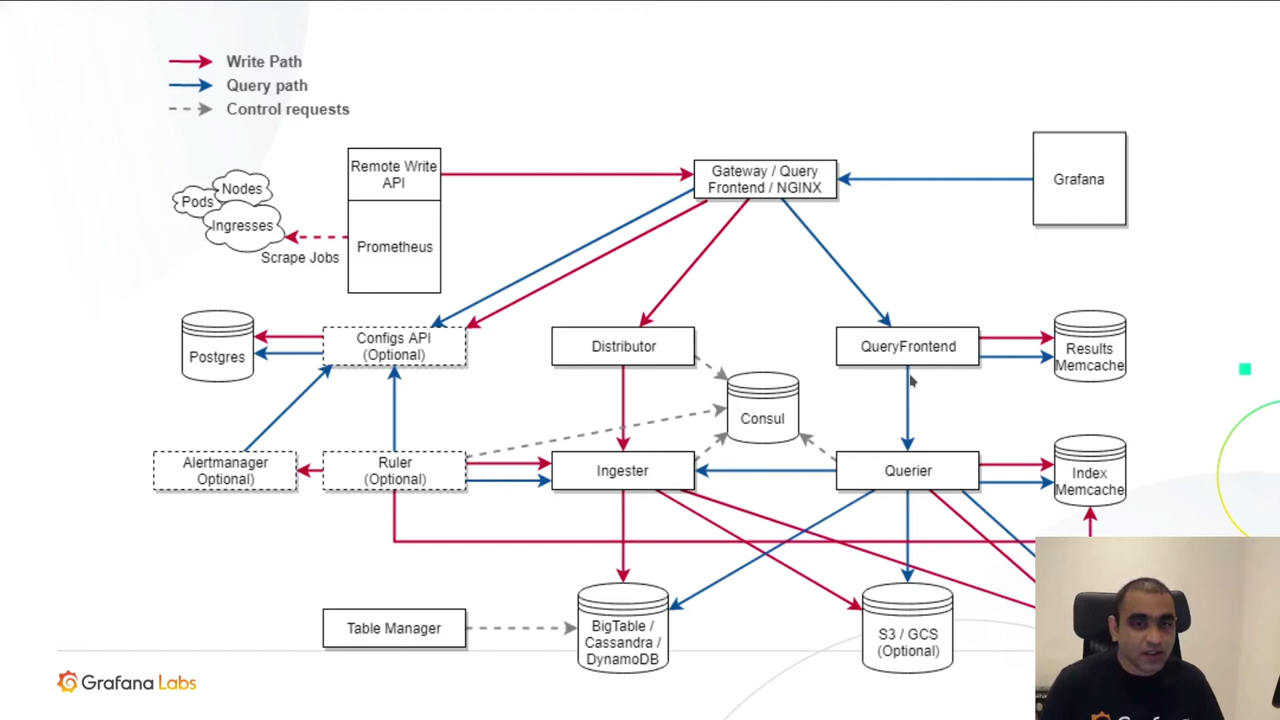 Write Path
Query path
Control requests
Remote Write
API
Prometheus
Nodes
Pods
Ingresses
Scrape Jobs
Gateway / Query
Frontend / NGINX
Grafana
Postgres
Configs API
(Optional)
Distributor
QueryFrontend
Results
Memcache
Consul
Alertmanager
Optional)
Ruler
(Optional)
Ingester
Querier
Index
Memcache
Table Manager
BigTable /
Cassandra /
DynamoDB
S3 / GCS
(Optional)
Grafana Labs
Grafana